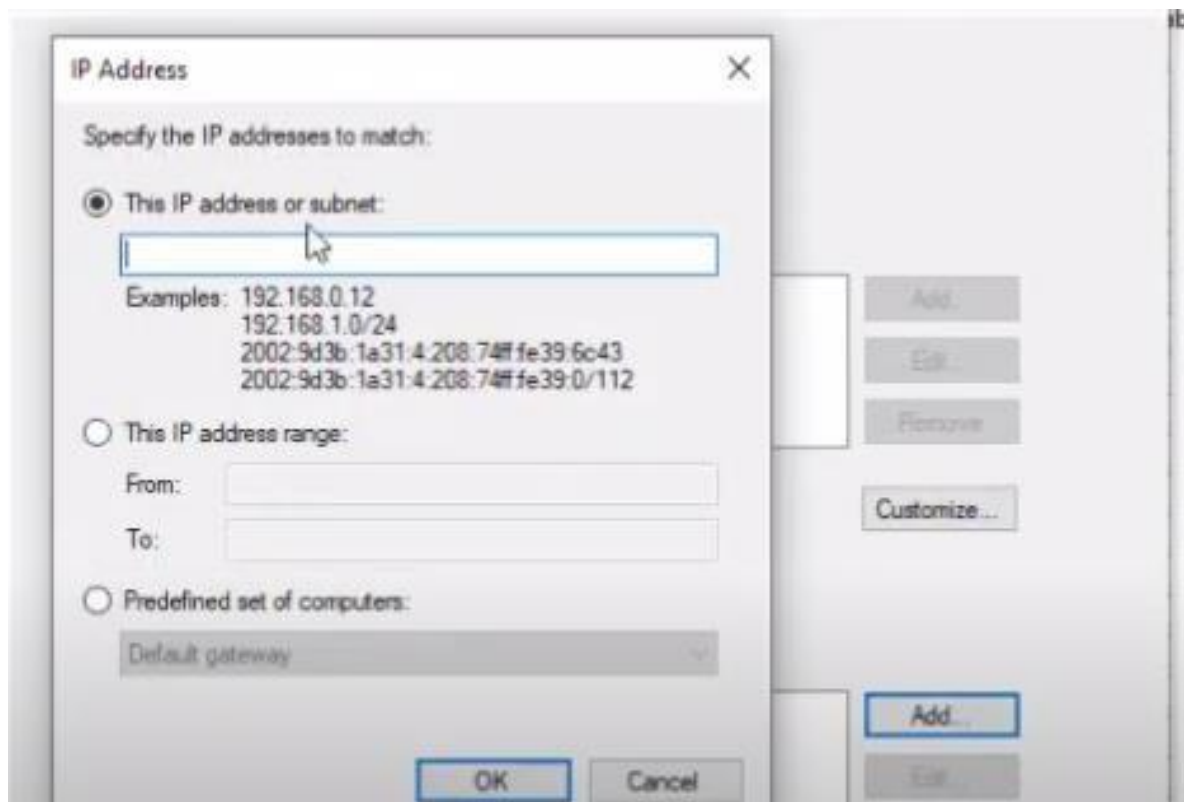 IP Address
Specify the IP addresses to match:
This IP address or subnet:
Examples: 192.168.0.12
192.168.1.0/24
2002:9d3b:1a31:4:208:74ff:fe39:6c43
2002:9d3b:1a31:4:208:74ff:fe39:0/112
This IP address range:
From:
To:
Predefined set of computers:
Default gateway
OK
Cancel
Add...
Edit...
Remove
Customize...
Add...
Edit...